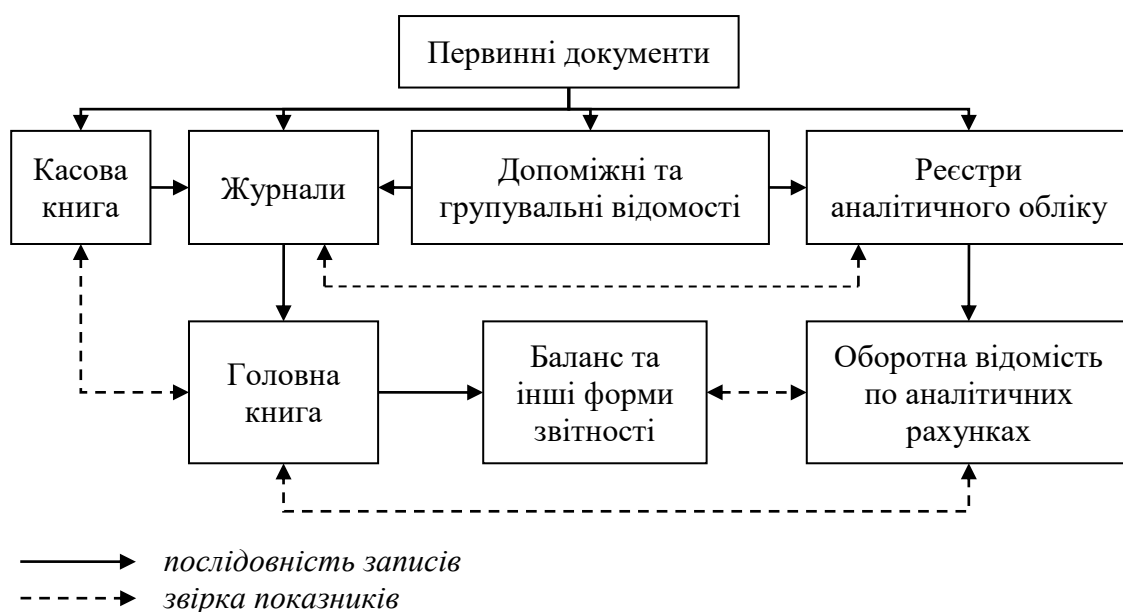 Первинні документи
Касова
книга
Журнали
Допоміжні та
групувальні відомості
Реєстри
аналітичного обліку
Головна
книга
Баланс та
інші форми
звітності
Оборотна відомість
по аналітичних
рахунках
послідовність записів
звірка показників